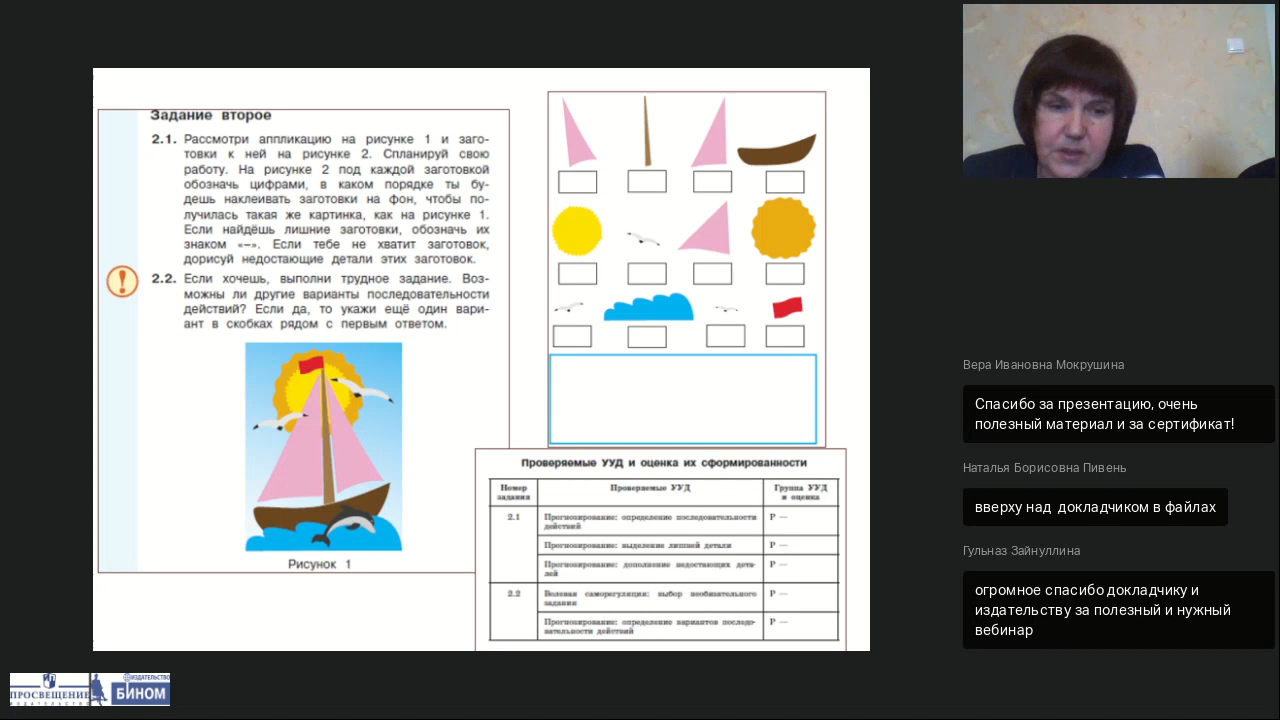 Задание второе
2.1. Рассмотри аппликацию на рисунке 1 и заго-
товки к ней на рисунке 2. Спланируй свою
работу. На рисунке 2 под каждой заготовкой
обозначь цифрами, в каком порядке ты бу-
дешь наклеивать заготовки на фон, чтобы по-
лучилась такая же картинка, как на рисунке 1.
Если найдёшь лишние заготовки, обозначь их
знаком «–». Если тебе не хватит заготовок,
дорисуй недостающие детали этих заготовок.
2.2. Если хочешь, выполни трудное задание. Воз-
можны ли другие варианты последовательности
действий? Если да, то укажи ещё один вари-
ант в скобках рядом с первым ответом.
Рисунок 1
Проверяемые УУД и оценка их сформированности
Номер задания
Проверяемые УУД
Группа УУД и оценка
2.1
Прогнозирование: определение последовательности
действий
Р —
Прогнозирование: выделение лишней детали
Р —
Прогнозирование: дополнение недостающих дета-
лей
Р —
2.2
Волевая саморегуляция: выбор необязательного
задания
Р —
Прогнозирование: определение вариантов последо-
вательности действий
Р —
Вера Ивановна Мокрушина
Спасибо за презентацию, очень
полезный материал и за сертификат!
Наталья Борисовна Пивень
вверху над докладчиком в файлах
Гульназ Зайнуллина
огромное спасибо докладчику и
издательству за полезный и нужный
вебинар
ПРОСВЕЩЕНИЕ
ИЗДАТЕЛЬСТВО
ИЗДАТЕЛЬСТВО
БИНОМ